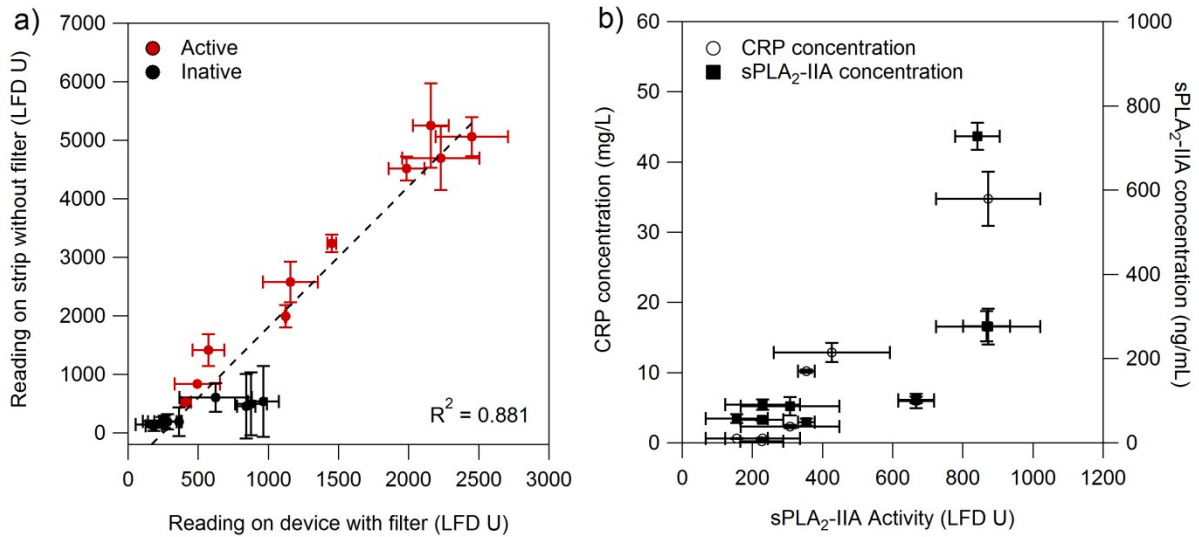 a)
7000
6000
5000
4000
3000
2000
1000
0
Reading on strip without filter (LFD U)
Active
Inative
R² = 0.881
0 500 1000 1500 2000 2500 3000
Reading on device with filter (LFD U)
b)
60
50
40
30
20
10
0
CRP concentration (mg/L)
CRP concentration
sPLA₂-IIA concentration
1000
800
600
400
200
0
sPLA₂-IIA concentration (ng/mL)
0 200 400 600 800 1000 1200
sPLA₂-IIA Activity (LFD U)